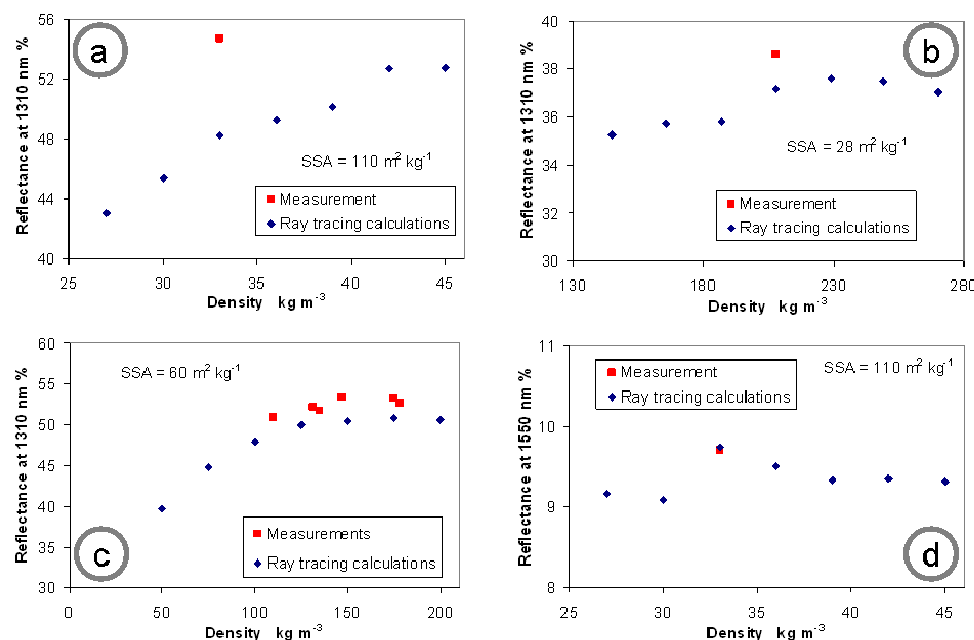 a
Reflectance at 1310 nm %
56
52
48
44
40
25
30
35
40
45
SSA = 110 m² kg⁻¹
Measurement
Ray tracing calculations
Density kg m⁻³
b
Reflectance at 1310 nm %
40
38
36
34
32
30
130
180
230
280
SSA = 28 m² kg⁻¹
Measurement
Ray tracing calculations
Density kg m⁻³
c
Reflectance at 1310 nm %
60
55
50
45
40
35
30
0
50
100
150
200
SSA = 60 m² kg⁻¹
Measurements
Ray tracing calculations
Density kg m⁻³
d
Reflectance at 1550 nm %
11
10
9
8
25
30
35
40
45
SSA = 110 m² kg⁻¹
Measurement
Ray tracing calculations
Density kg m⁻³